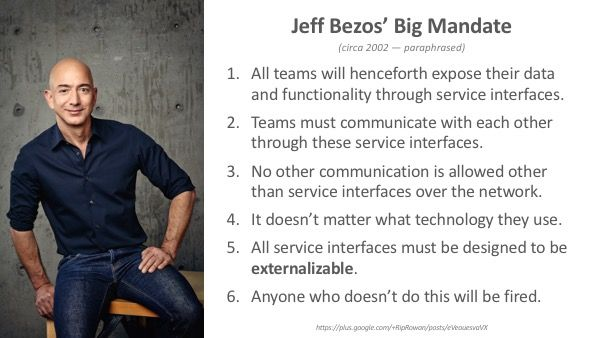 Jeff Bezos’ Big Mandate
(circa 2002 — paraphrased)
1. All teams will henceforth expose their data
and functionality through service interfaces.
2. Teams must communicate with each other
through these service interfaces.
3. No other communication is allowed other
than service interfaces over the network.
4. It doesn’t matter what technology they use.
5. All service interfaces must be designed to be
externalizable.
6. Anyone who doesn’t do this will be fired.
https://plus.google.com/+RipRowan/posts/eVeouesvaVX